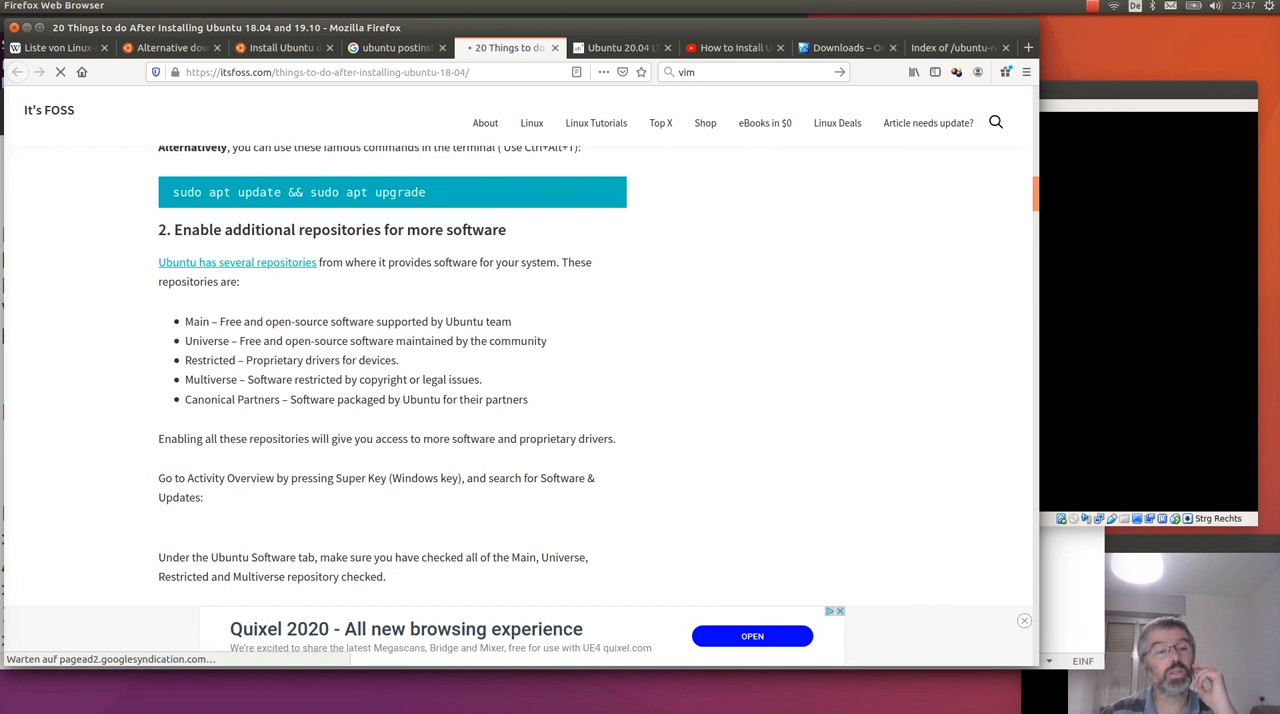 Firefox Web Browser
De
23:47
20 Things to do After Installing Ubuntu 18.04 and 19.10 - Mozilla Firefox
Liste von Linux-
Alternative dow
Install Ubuntu d
ubuntu postinst
20 Things to do
Ubuntu 20.04 LT
How to Install U
Downloads – O
Index of /ubuntu-re
https://itsfoss.com/things-to-do-after-installing-ubuntu-18-04/
vim
It's FOSS
About
Linux
Linux Tutorials
Top X
Shop
eBooks in $0
Linux Deals
Article needs update?
Alternatively, you can use these famous commands in the terminal ( Use Ctrl+Alt+T):
sudo apt update && sudo apt upgrade
2. Enable additional repositories for more software
Ubuntu has several repositories from where it provides software for your system. These
repositories are:
Main – Free and open-source software supported by Ubuntu team
Universe – Free and open-source software maintained by the community
Restricted – Proprietary drivers for devices.
Multiverse – Software restricted by copyright or legal issues.
Canonical Partners – Software packaged by Ubuntu for their partners
Enabling all these repositories will give you access to more software and proprietary drivers.
Go to Activity Overview by pressing Super Key (Windows key), and search for Software &
Updates:
Strg Rechts
Under the Ubuntu Software tab, make sure you have checked all of the Main, Universe,
Restricted and Multiverse repository checked.
Quixel 2020 - All new browsing experience
We're excited to share the latest Megascans, Bridge and Mixer, free for use with UE4 quixel.com
OPEN
Warten auf pagead2.googlesyndication.com…
EINF